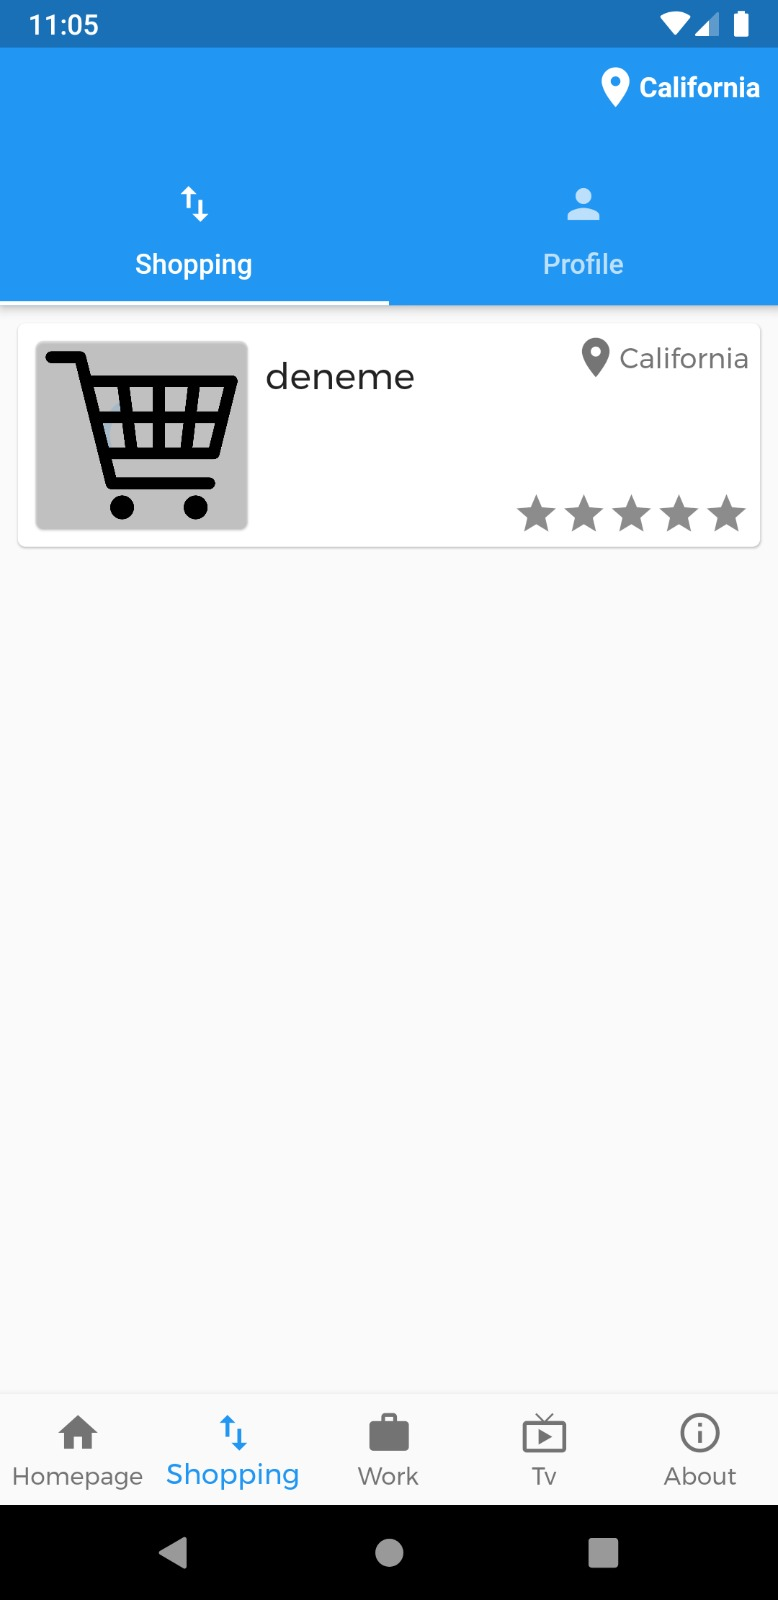 11:05
California
Shopping
Profile
deneme
California
Homepage
Shopping
Work
Tv
About